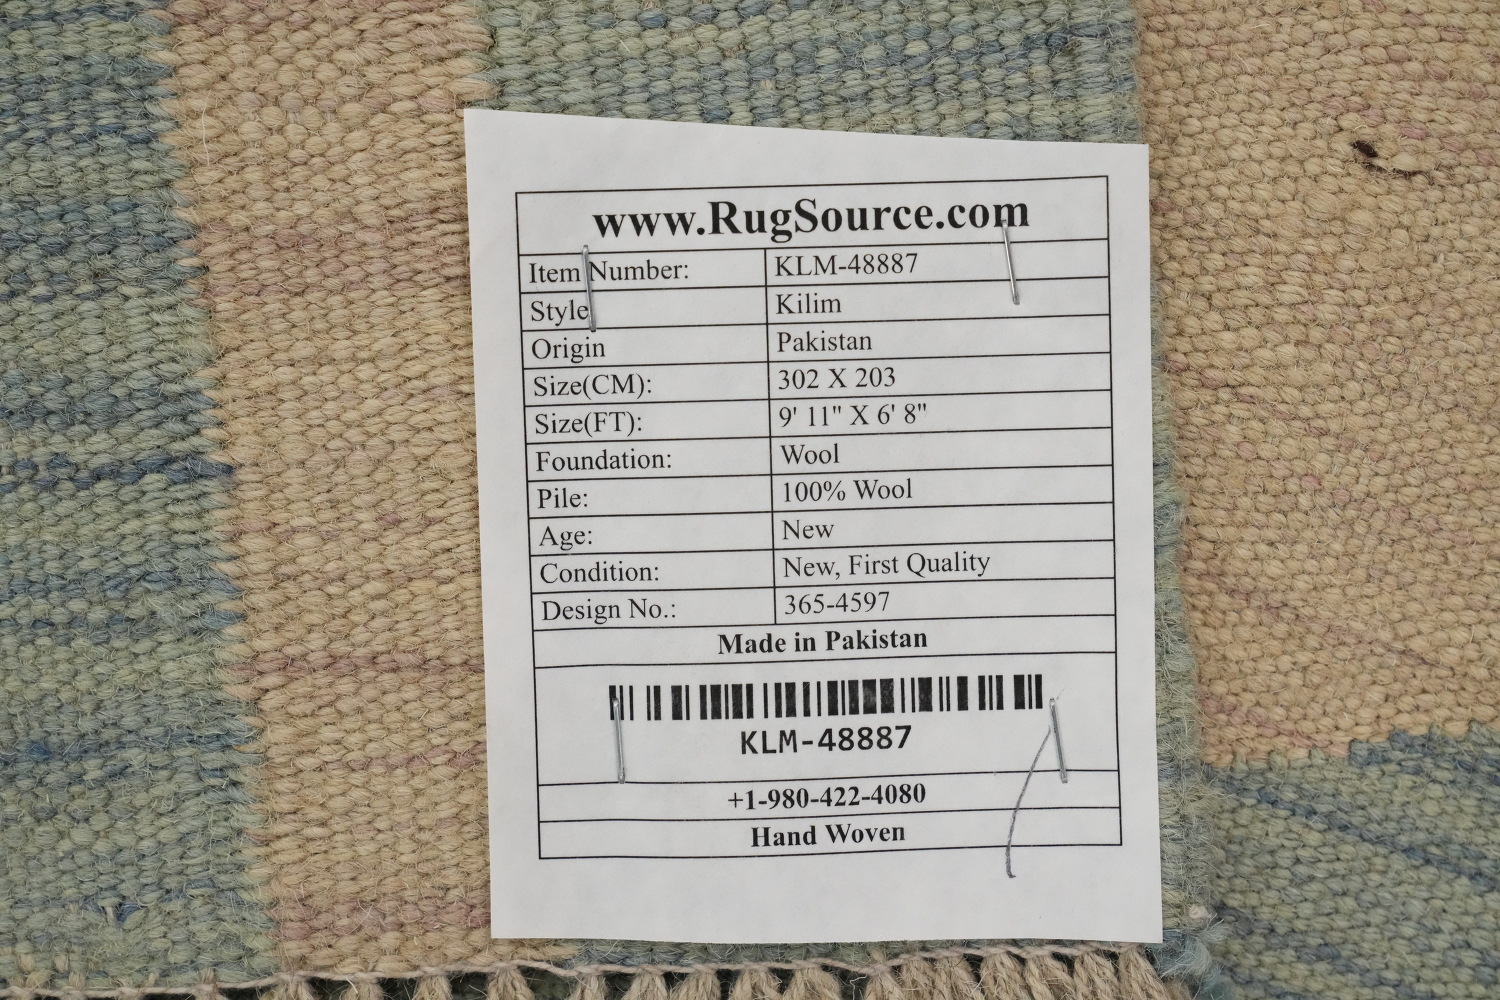 www.RugSource.com
Item Number: KLM-48887
Style Kilim
Origin Pakistan
Size(CM): 302 X 203
Size(FT): 9' 11" X 6' 8"
Foundation: Wool
Pile: 100% Wool
Age: New
Condition: New, First Quality
Design No.: 365-4597
Made in Pakistan
KLM-48887
+1-980-422-4080
Hand Woven